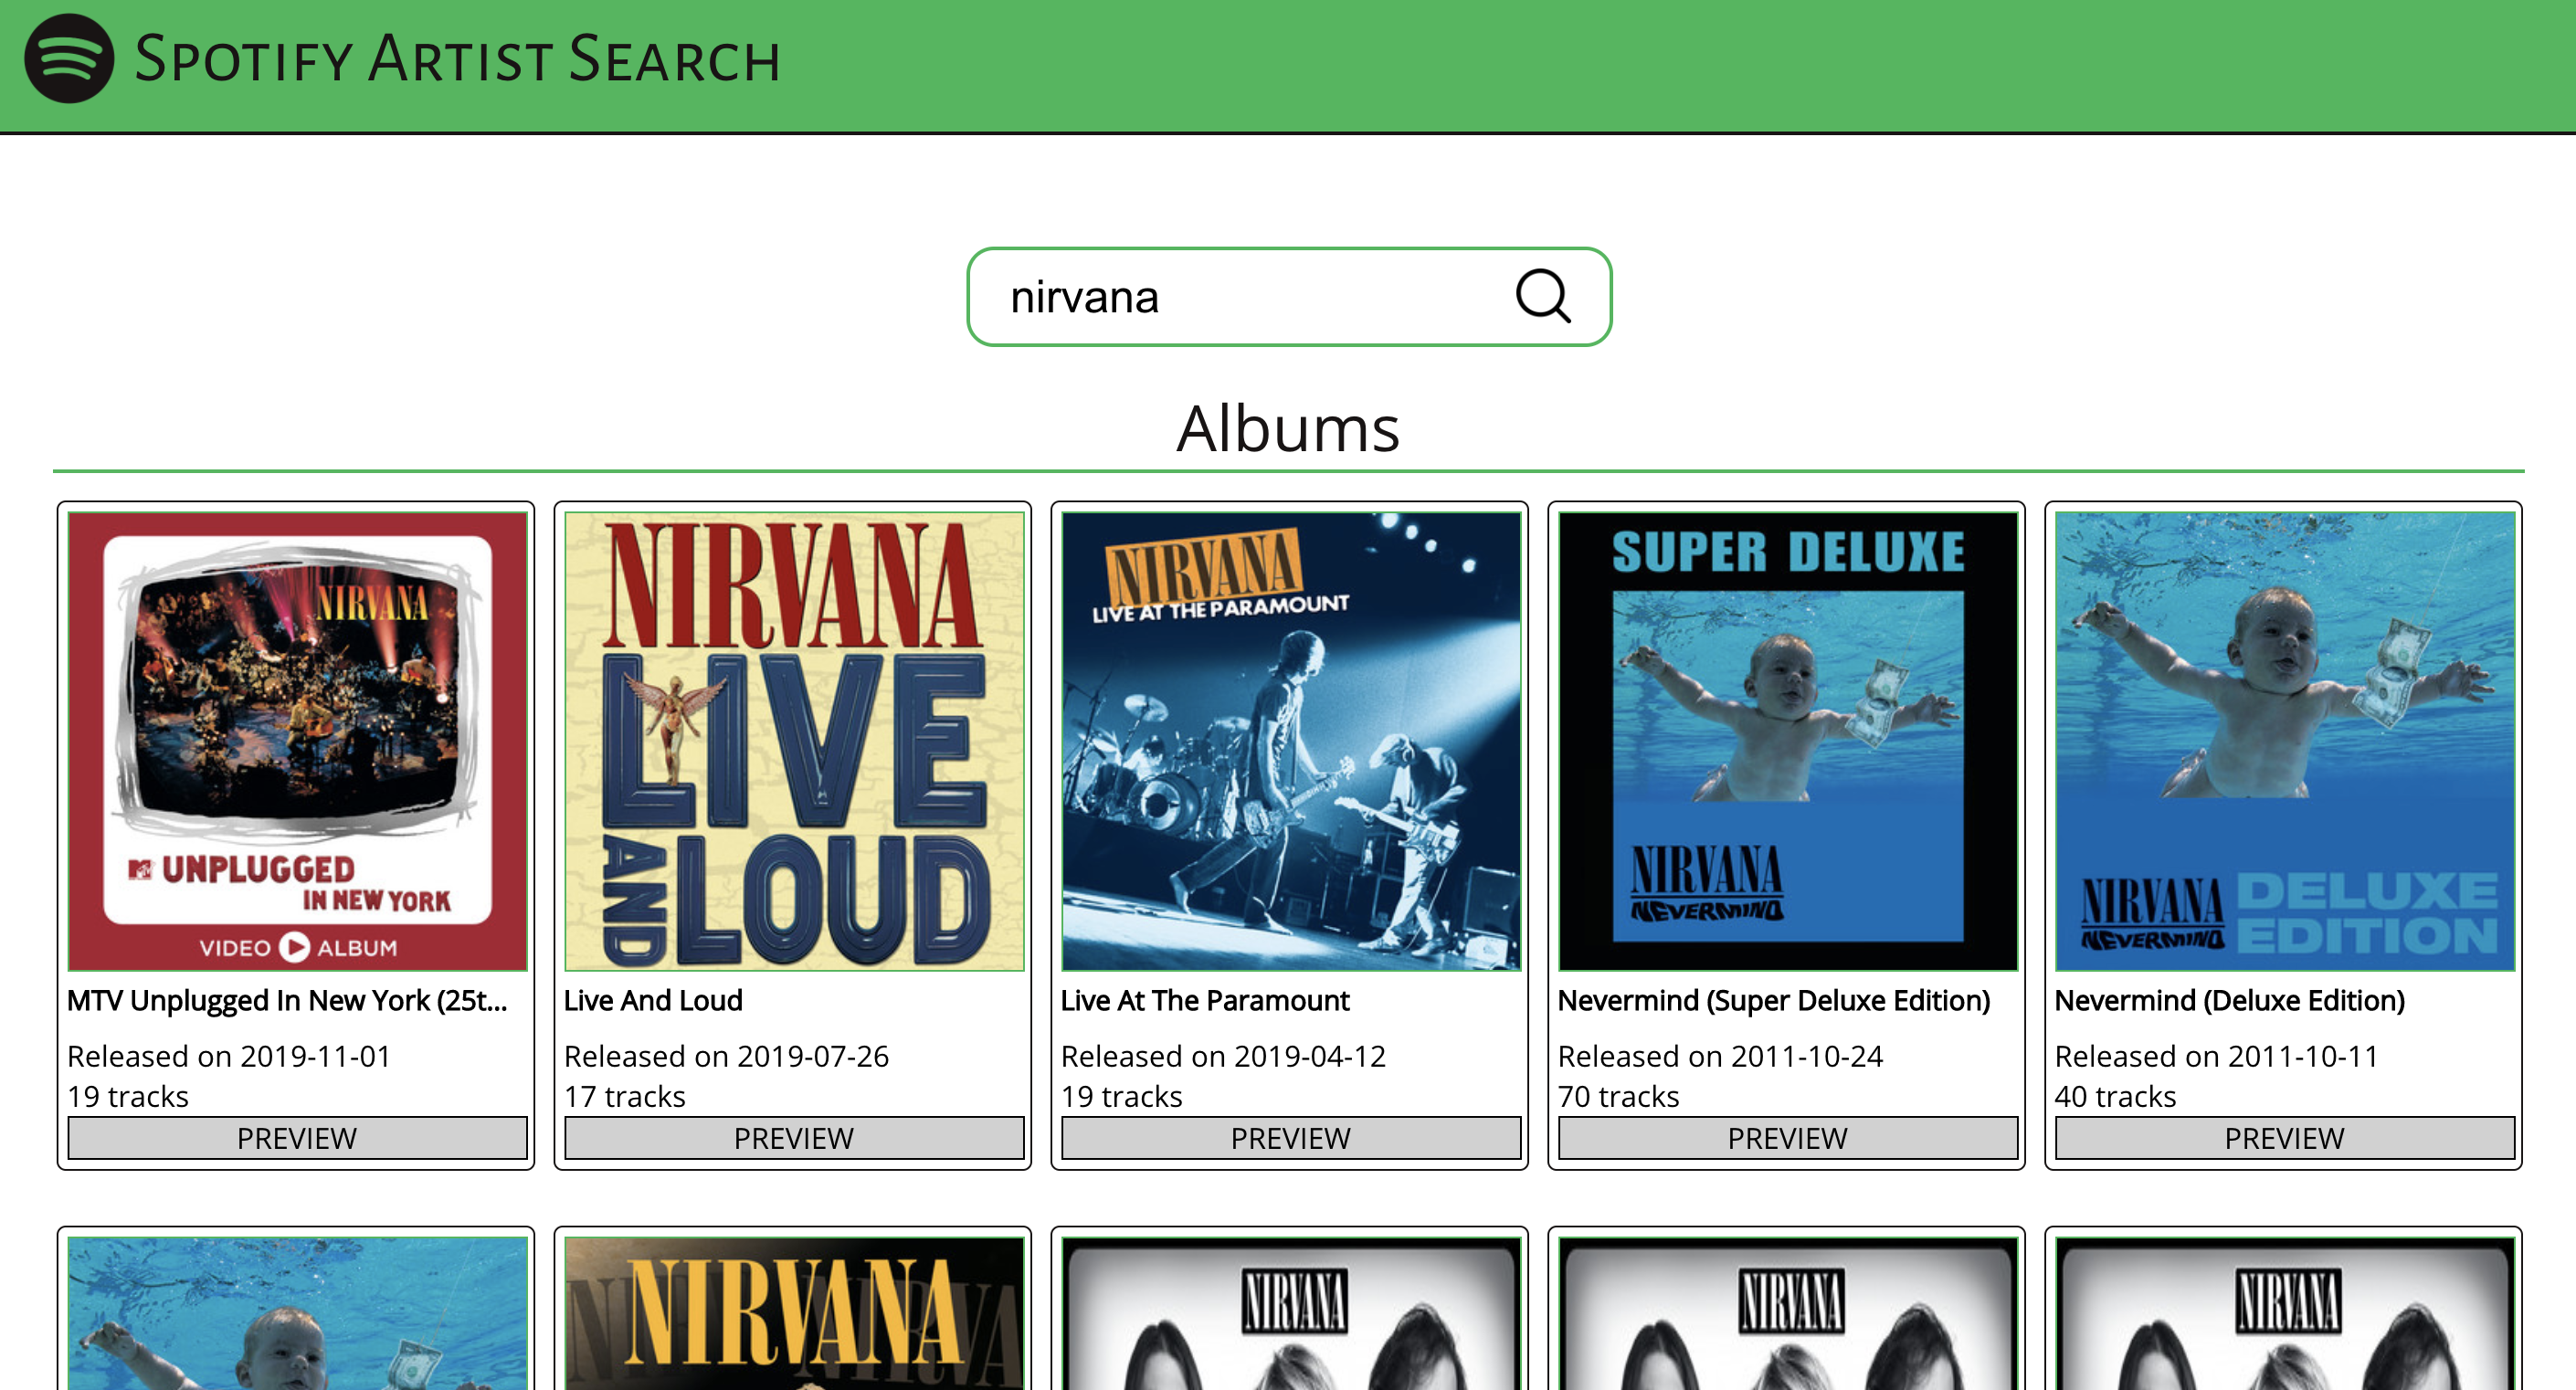 Spotify Artist Search
nirvana
Albums
NIRVANA
UNPLUGGED
IN NEW YORK
VIDEO ALBUM
MTV Unplugged In New York (25t...
Released on 2019-11-01
19 tracks
PREVIEW
NIRVANA
LIVE
AND LOUD
Live And Loud
Released on 2019-07-26
17 tracks
PREVIEW
NIRVANA
LIVE AT THE PARAMOUNT
Live At The Paramount
Released on 2019-04-12
19 tracks
PREVIEW
SUPER DELUXE
NIRVANA
NEVERMIND
Nevermind (Super Deluxe Edition)
Released on 2011-10-24
70 tracks
PREVIEW
NIRVANA
NEVERMIND
DELUXE
EDITION
Nevermind (Deluxe Edition)
Released on 2011-10-11
40 tracks
PREVIEW
NIRVANA
NIRVANA
NIRVANA
NIRVANA